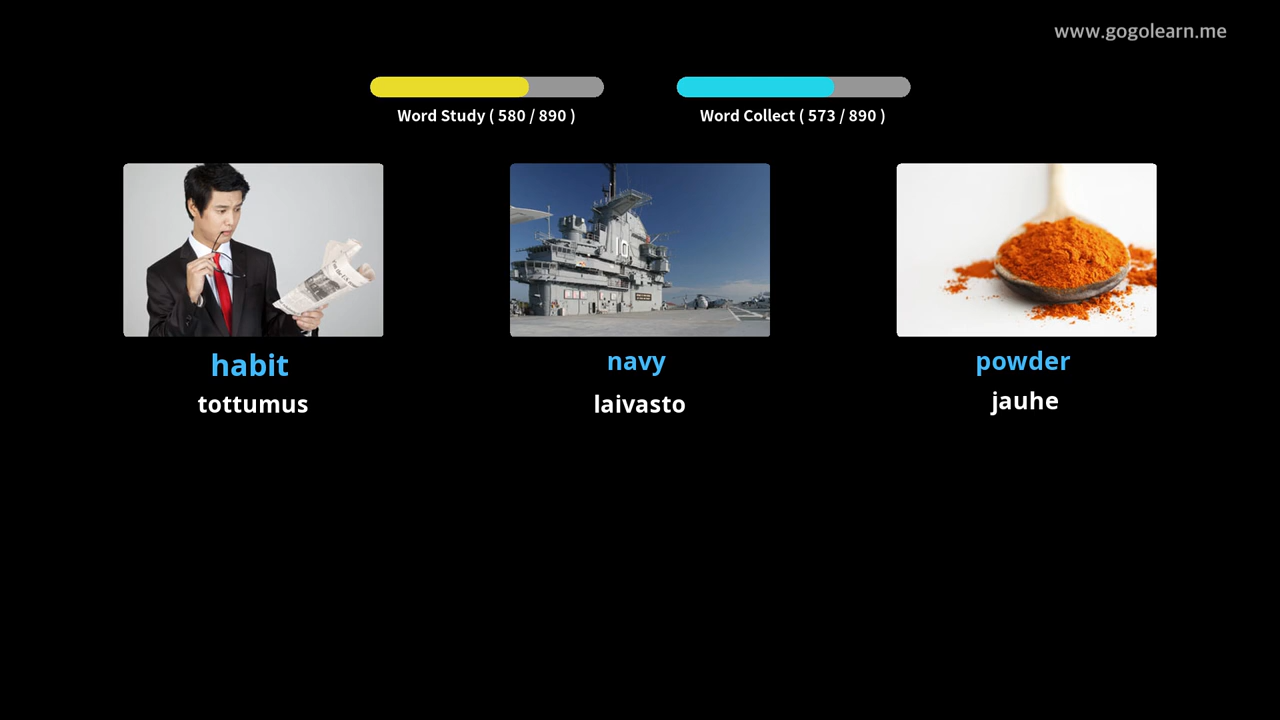 www.gogolearn.me
Word Study ( 580 / 890 )
Word Collect ( 573 / 890 )
habit
tottumus
navy
laivasto
powder
jauhe